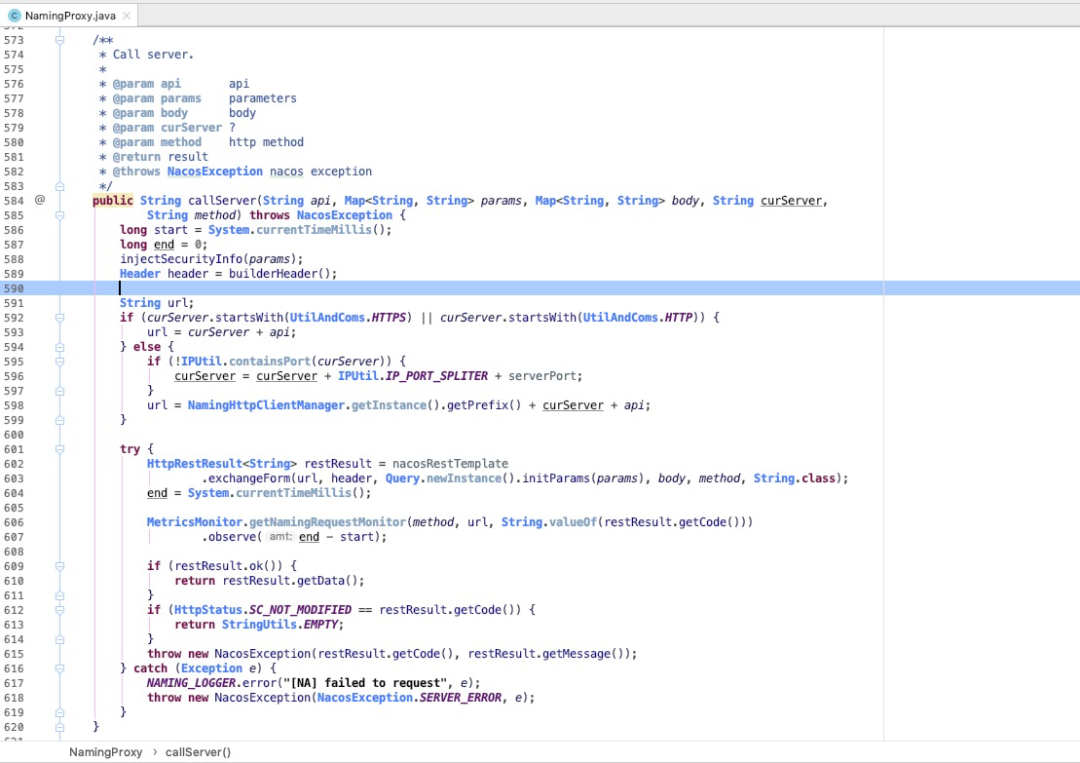 NamingProxy.java
573 /**
574 * Call server.
575 *
576 * @param api api
577 * @param params parameters
578 * @param body body
579 * @param curServer ?
580 * @param method http method
581 * @return result
582 * @throws NacosException nacos exception
583 */
584 @ public String callServer(String api, Map<String, String> params, Map<String, String> body, String curServer,
585 String method) throws NacosException {
586 long start = System.currentTimeMillis();
587 long end = 0;
588 injectSecurityInfo(params);
589 Header header = builderHeader();
590
591 String url;
592 if (curServer.startsWith(UtilAndComs.HTTPS) || curServer.startsWith(UtilAndComs.HTTP)) {
593 url = curServer + api;
594 } else {
595 if (!IPUtil.containsPort(curServer)) {
596 curServer = curServer + IPUtil.IP_PORT_SPLITER + serverPort;
597 }
598 url = NamingHttpClientManager.getInstance().getPrefix() + curServer + api;
599 }
600
601 try {
602 HttpRestResult<String> restResult = nacosRestTemplate
603 .exchangeForm(url, header, Query.newInstance().initParams(params), body, method, String.class);
604 end = System.currentTimeMillis();
605
606 MetricsMonitor.getNamingRequestMonitor(method, url, String.valueOf(restResult.getCode()))
607 .observe( amt: end - start);
608
609 if (restResult.ok()) {
610 return restResult.getData();
611 }
612 if (HttpStatus.SC_NOT_MODIFIED == restResult.getCode()) {
613 return StringUtils.EMPTY;
614 }
615 throw new NacosException(restResult.getCode(), restResult.getMessage());
616 } catch (Exception e) {
617 NAMING_LOGGER.error("[NA] failed to request", e);
618 throw new NacosException(NacosException.SERVER_ERROR, e);
619 }
620 }
NamingProxy › callServer()